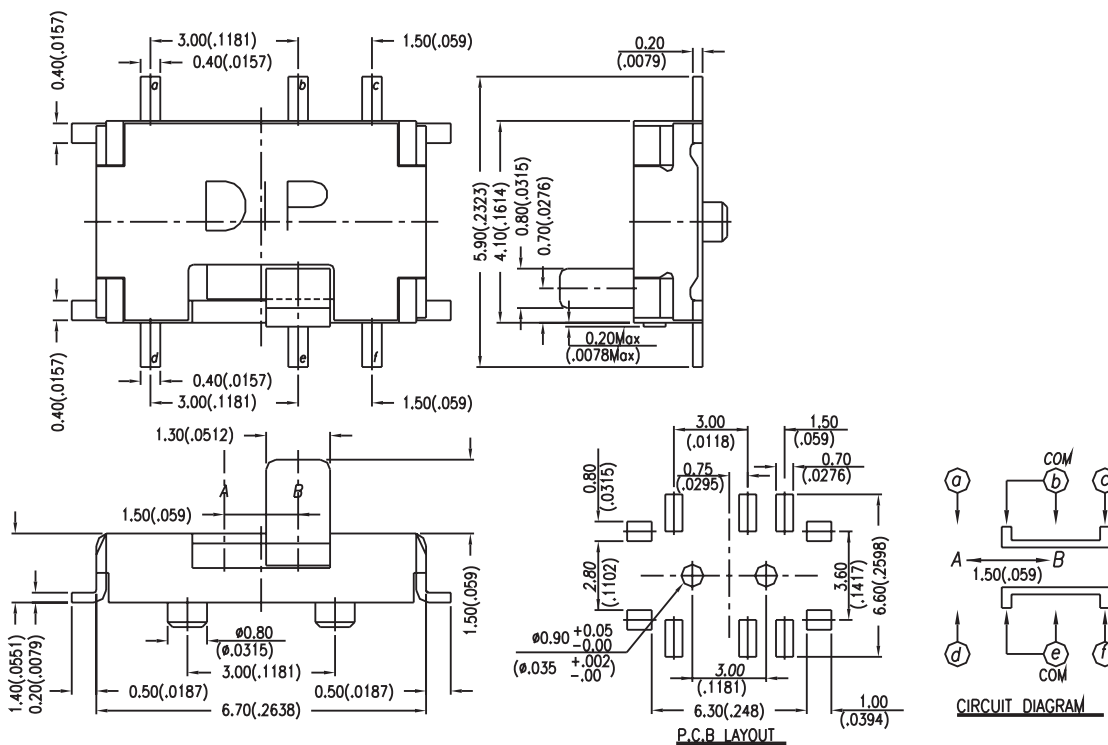 3.00(.1181)
1.50(.059)
0.40(.0157)
0.40(.0157)
a
b
c
DIP
0.40(.0157)
d
e
f
0.40(.0157)
3.00(.1181)
1.50(.059)
0.20
(.0079)
5.90(.2323)
4.10(.1614)
0.80(.0315)
0.70(.0276)
0.20Max
(.0078Max)
1.30(.0512)
A
B
1.50(.059)
1.50(.059)
1.40(.0551)
0.20(.0079)
ø0.80
(ø.0315)
3.00(.1181)
0.50(.0187)
0.50(.0187)
6.70(.2638)
3.00
(.0118)
1.50
(.059)
0.75
(.0295)
0.70
(.0276)
0.80
(.0315)
2.80
(.1102)
3.60
(.1417)
6.60(.2598)
ø0.90 +0.05
-0.00
(ø.035 +.002
-.00 )
3.00
(.1181)
6.30(.248)
1.00
(.0394)
P.C.B LAYOUT
COM
a
b
c
A
B
1.50(.059)
d
e
f
COM
CIRCUIT DIAGRAM